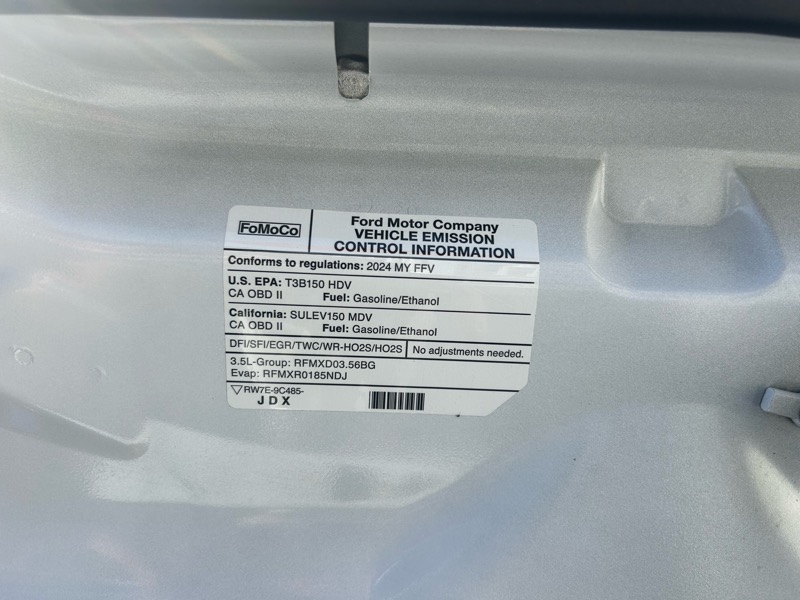 FoMoCo
Ford Motor Company
VEHICLE EMISSION
CONTROL INFORMATION
Conforms to regulations: 2024 MY FFV
U.S. EPA: T3B150 HDV
CA OBD II Fuel: Gasoline/Ethanol
California: SULEV150 MDV
CA OBD II Fuel: Gasoline/Ethanol
DFI/SFI/EGR/TWC/WR-HO2S/HO2S No adjustments needed.
3.5L-Group: RFMXD03.56BG
Evap: RFMXR0185NDJ
RW7E-9C485-
JDX